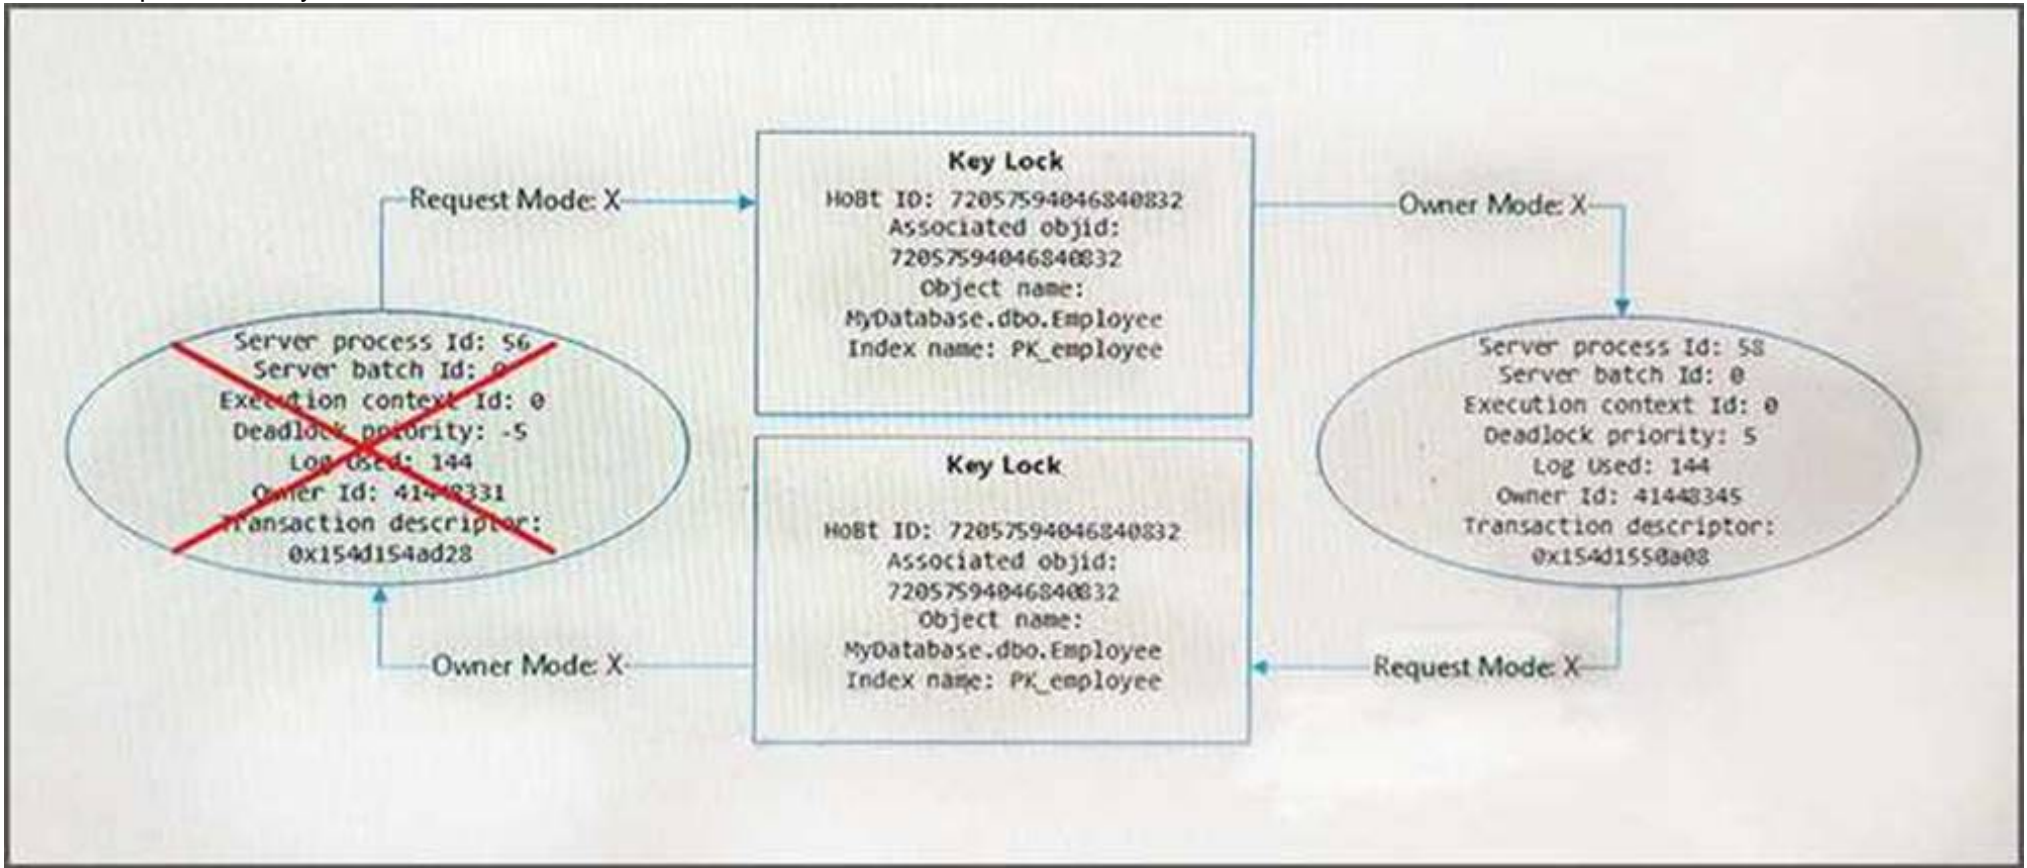 Key Lock
HoBt ID: 72057594046840832
Associated objid:
72057594046840832
Object name:
MyDatabase.dbo.Employee
Index name: PK_employee
Request Mode: X
Owner Mode: X
Server process Id: 56
Server batch Id: 0
Execution context Id: 0
Deadlock priority: -5
Log Used: 144
Owner Id: 41448331
Transaction descriptor:
0x154d154ad28
Server process Id: 58
Server batch Id: 0
Execution context Id: 0
Deadlock priority: 5
Log Used: 144
Owner Id: 41448345
Transaction descriptor:
0x154d1550a08
Key Lock
HoBt ID: 72057594046840832
Associated objid:
72057594046840832
Object name:
MyDatabase.dbo.Employee
Index name: PK_employee
Owner Mode: X
Request Mode: X